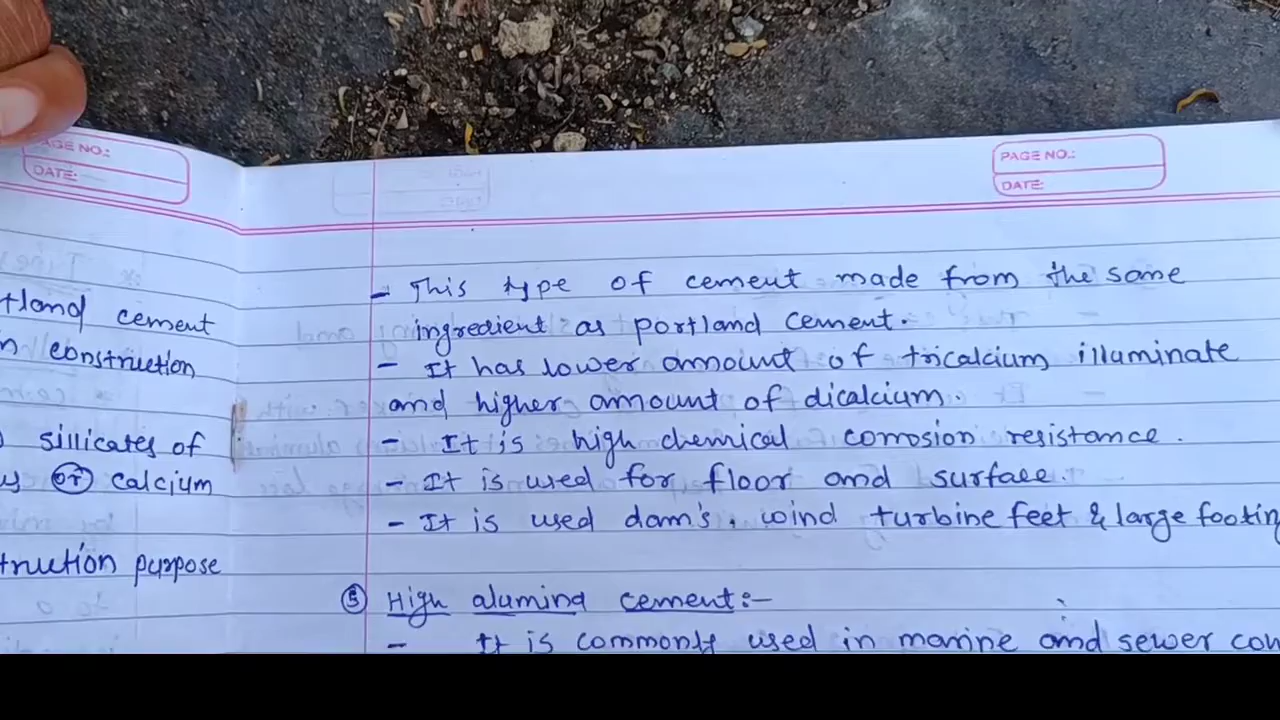 PAGE NO.:
DATE:
tland cement
n construction
sillicates of
or calcium
truction purpose
PAGE NO.:
DATE:
- This type of cement made from the same
ingredient as portland cement.
- It has lower amount of tricalcium illuminate
and higher amount of dicalcium.
- It is high chemical corrosion resistance.
- It is used for floor and surface.
- It is used dam's, wind turbine feet & large footing
5 High alumina cement:-
- It is commonly used in marine and sewer con